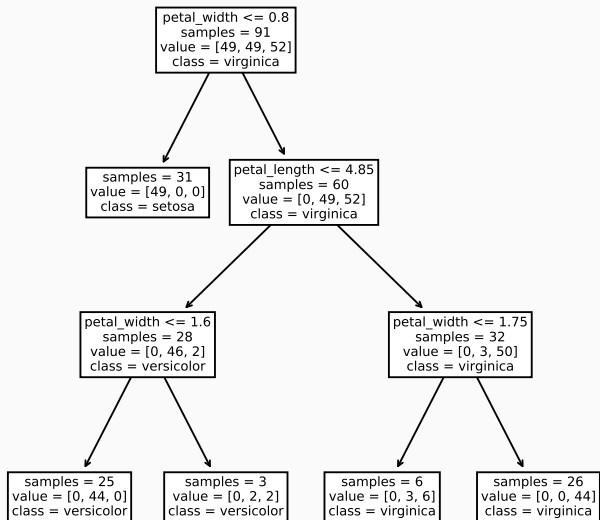 petal_width <= 0.8
samples = 91
value = [49, 49, 52]
class = virginica
samples = 31
value = [49, 0, 0]
class = setosa
petal_length <= 4.85
samples = 60
value = [0, 49, 52]
class = virginica
petal_width <= 1.6
samples = 28
value = [0, 46, 2]
class = versicolor
petal_width <= 1.75
samples = 32
value = [0, 3, 50]
class = virginica
samples = 25
value = [0, 44, 0]
class = versicolor
samples = 3
value = [0, 2, 2]
class = versicolor
samples = 6
value = [0, 3, 6]
class = virginica
samples = 26
value = [0, 0, 44]
class = virginica